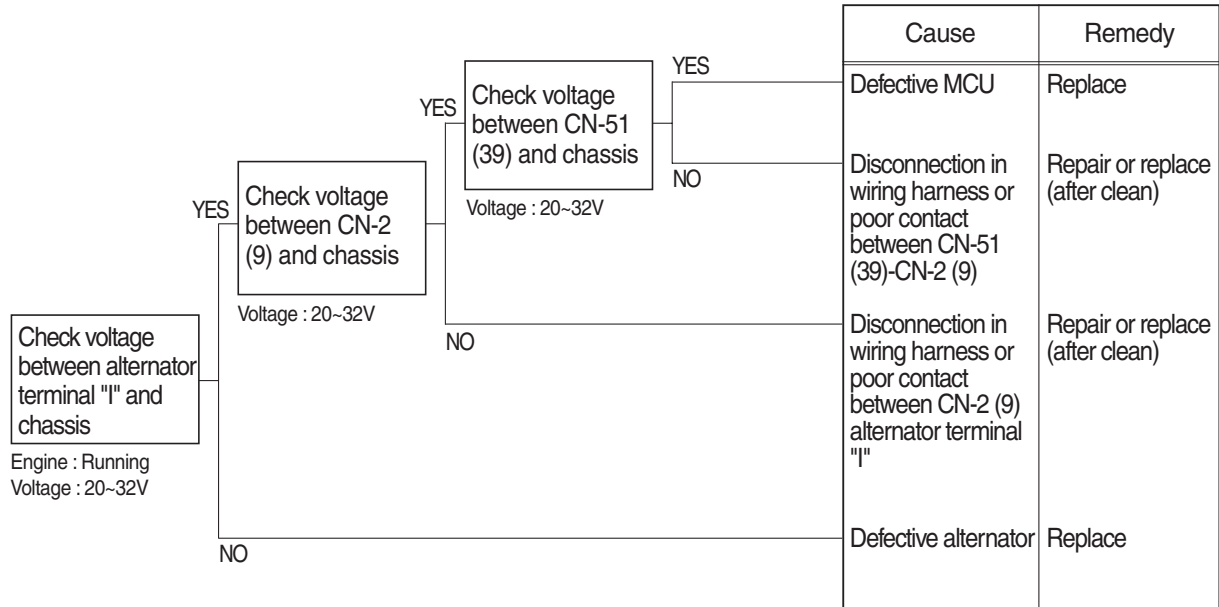 Cause
Remedy
YES
Defective MCU
Replace
Check voltage
between CN-51
(39) and chassis
YES
NO
Disconnection in
wiring harness or
poor contact
between CN-51
(39)-CN-2 (9)
Repair or replace
(after clean)
Voltage : 20~32V
Check voltage
between CN-2
(9) and chassis
YES
Voltage : 20~32V
NO
Disconnection in
wiring harness or
poor contact
between CN-2 (9)
alternator terminal
"I"
Repair or replace
(after clean)
Check voltage
between alternator
terminal "I" and
chassis
Engine : Running
Voltage : 20~32V
NO
Defective alternator
Replace